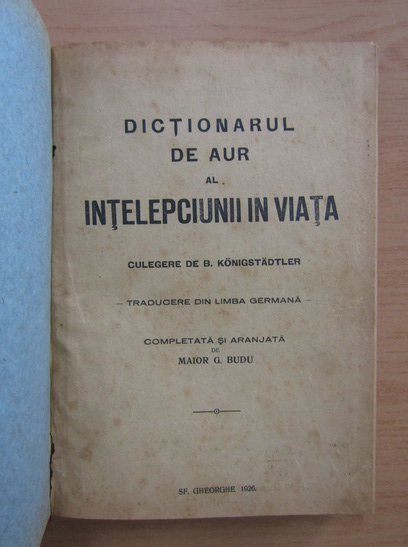 DICȚIONARUL
DE AUR
AL
INȚELEPCIUNII IN VIAȚA
CULEGERE DE B. KÖNIGSTÄDTLER
— TRADUCERE DIN LIMBA GERMANĂ —
COMPLETATĂ ȘI ARANJATĂ
DE
MAIOR G. BUDU
SF. GHEORGHE 1926.